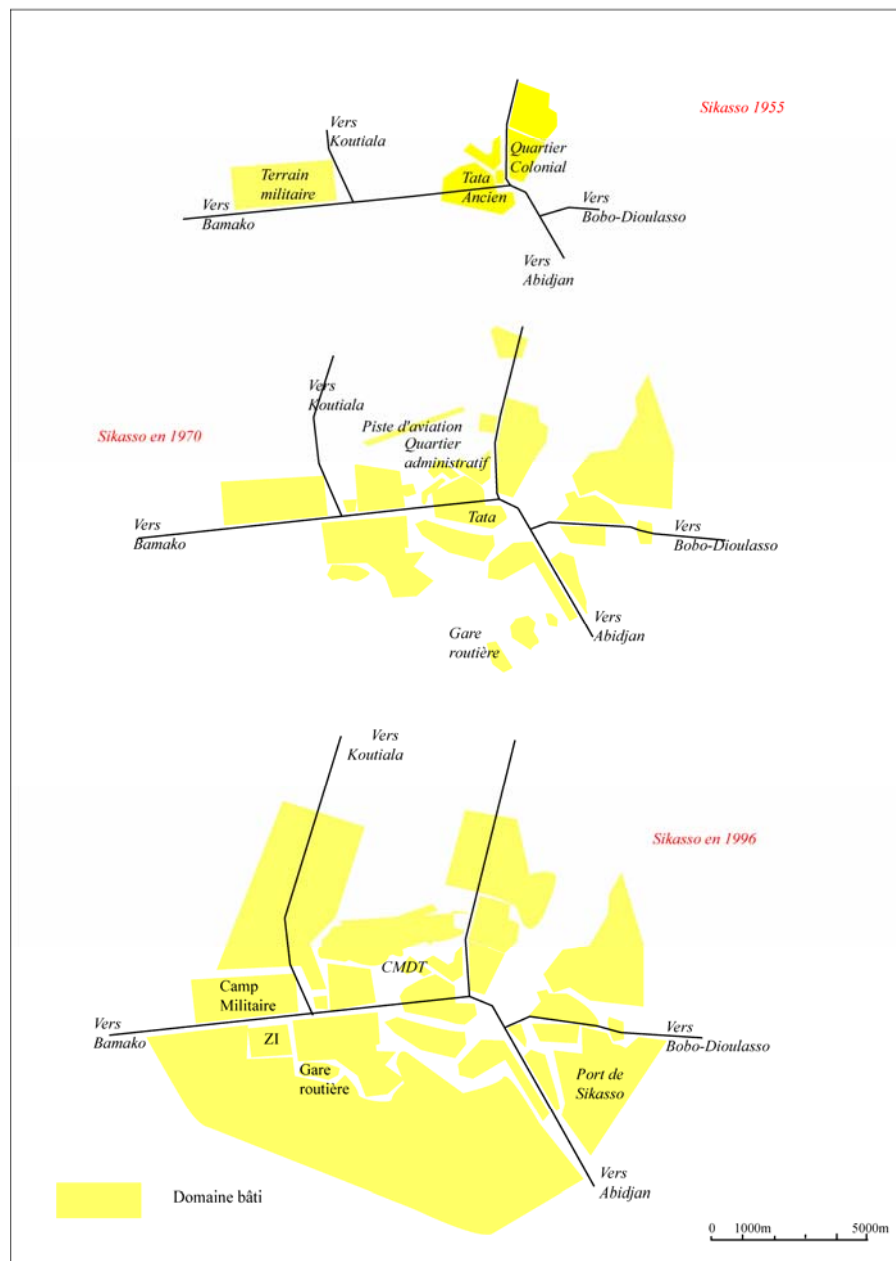 Sikasso 1955
Vers
Koutiala
Quartier
Colonial
Terrain
militaire
Tata
Ancien
Vers
Bamako
Vers
Bobo-Dioulasso
Vers
Abidjan
Vers
Koutiala
Sikasso en 1970
Piste d'aviation
Quartier
administratif
Tata
Vers
Bamako
Vers
Bobo-Dioulasso
Vers
Abidjan
Gare
routière
Vers
Koutiala
Sikasso en 1996
CMDT
Camp
Militaire
Vers
Bamako
ZI
Vers
Bobo-Dioulasso
Gare
routière
Port de
Sikasso
Vers
Abidjan
Domaine bâti
0 1000m 5000m